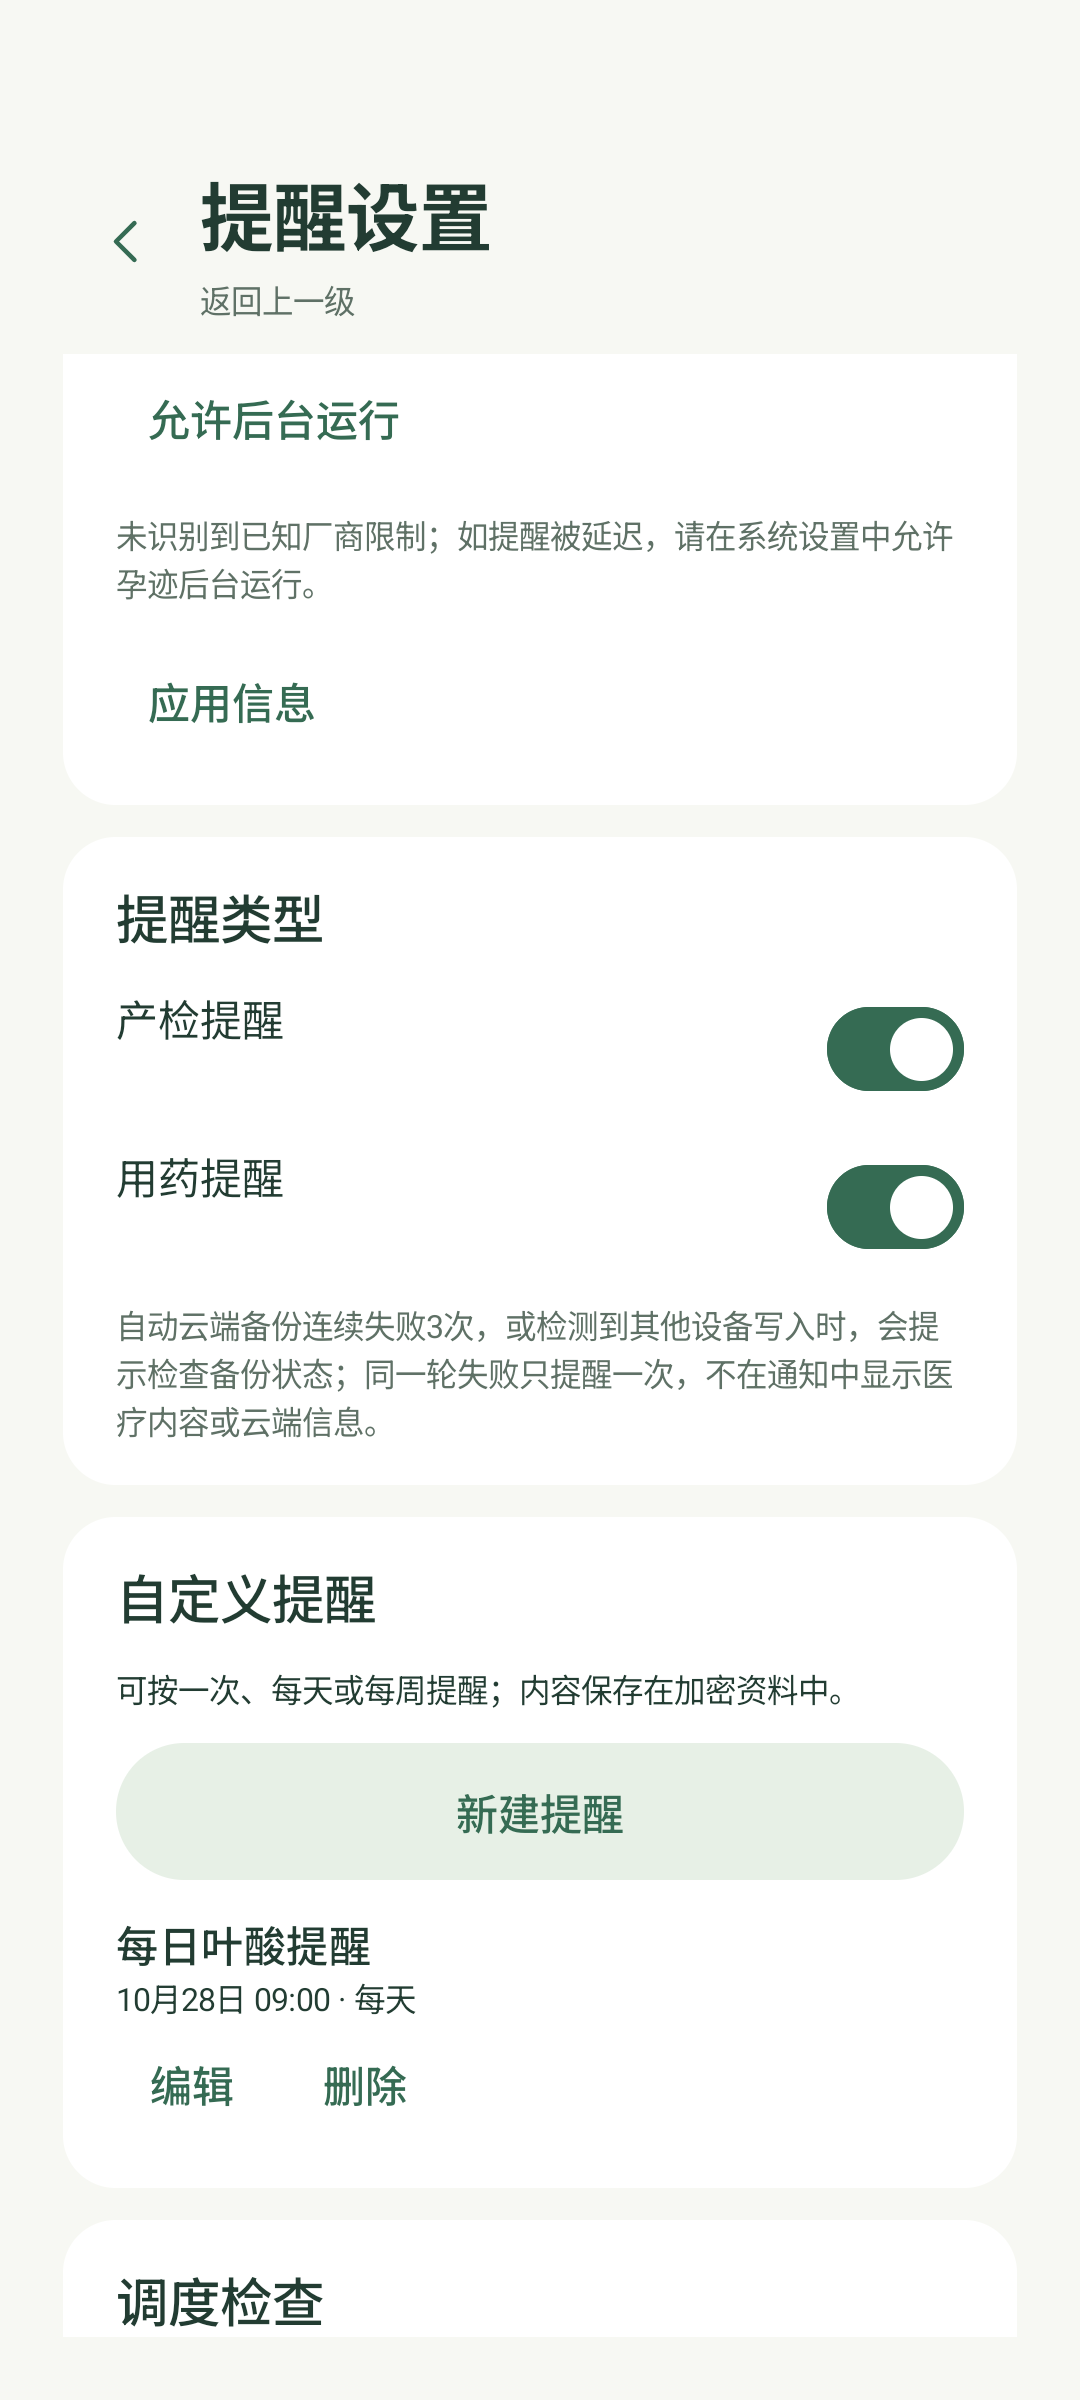 提醒设置
返回上一级
允许后台运行
未识别到已知厂商限制；如提醒被延迟，请在系统设置中允许
孕迹后台运行。
应用信息
提醒类型
产检提醒
用药提醒
自动云端备份连续失败3次，或检测到其他设备写入时，会提
示检查备份状态；同一轮失败只提醒一次，不在通知中显示医
疗内容或云端信息。
自定义提醒
可按一次、每天或每周提醒；内容保存在加密资料中。
新建提醒
每日叶酸提醒
10月28日 09:00 · 每天
编辑 删除
调度检查